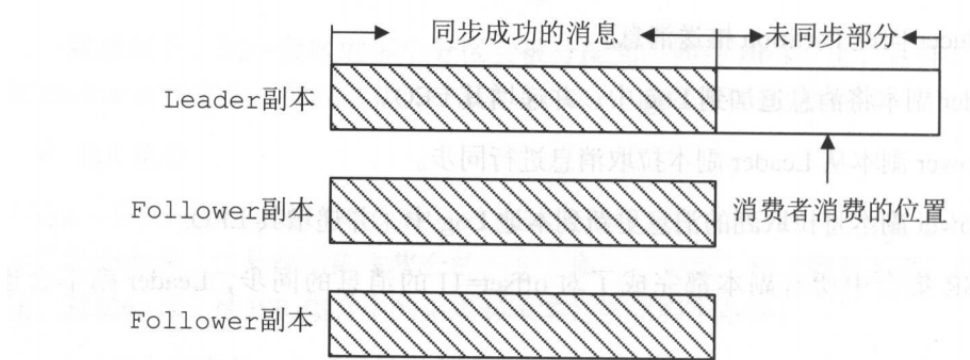 同步成功的消息
未同步部分
Leader副本
Follower副本
消费者消费的位置
Follower副本